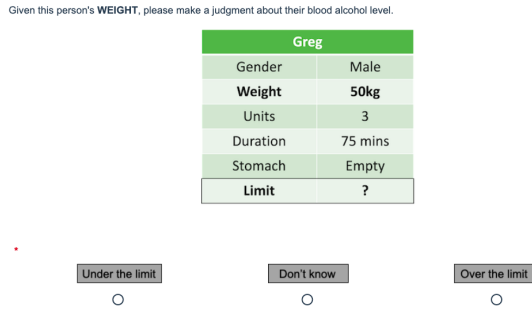 Given this person's WEIGHT, please make a judgment about their blood alcohol level.
Greg
Gender Male
Weight 50kg
Units 3
Duration 75 mins
Stomach Empty
Limit ?
*
Under the limit Don't know Over the limit